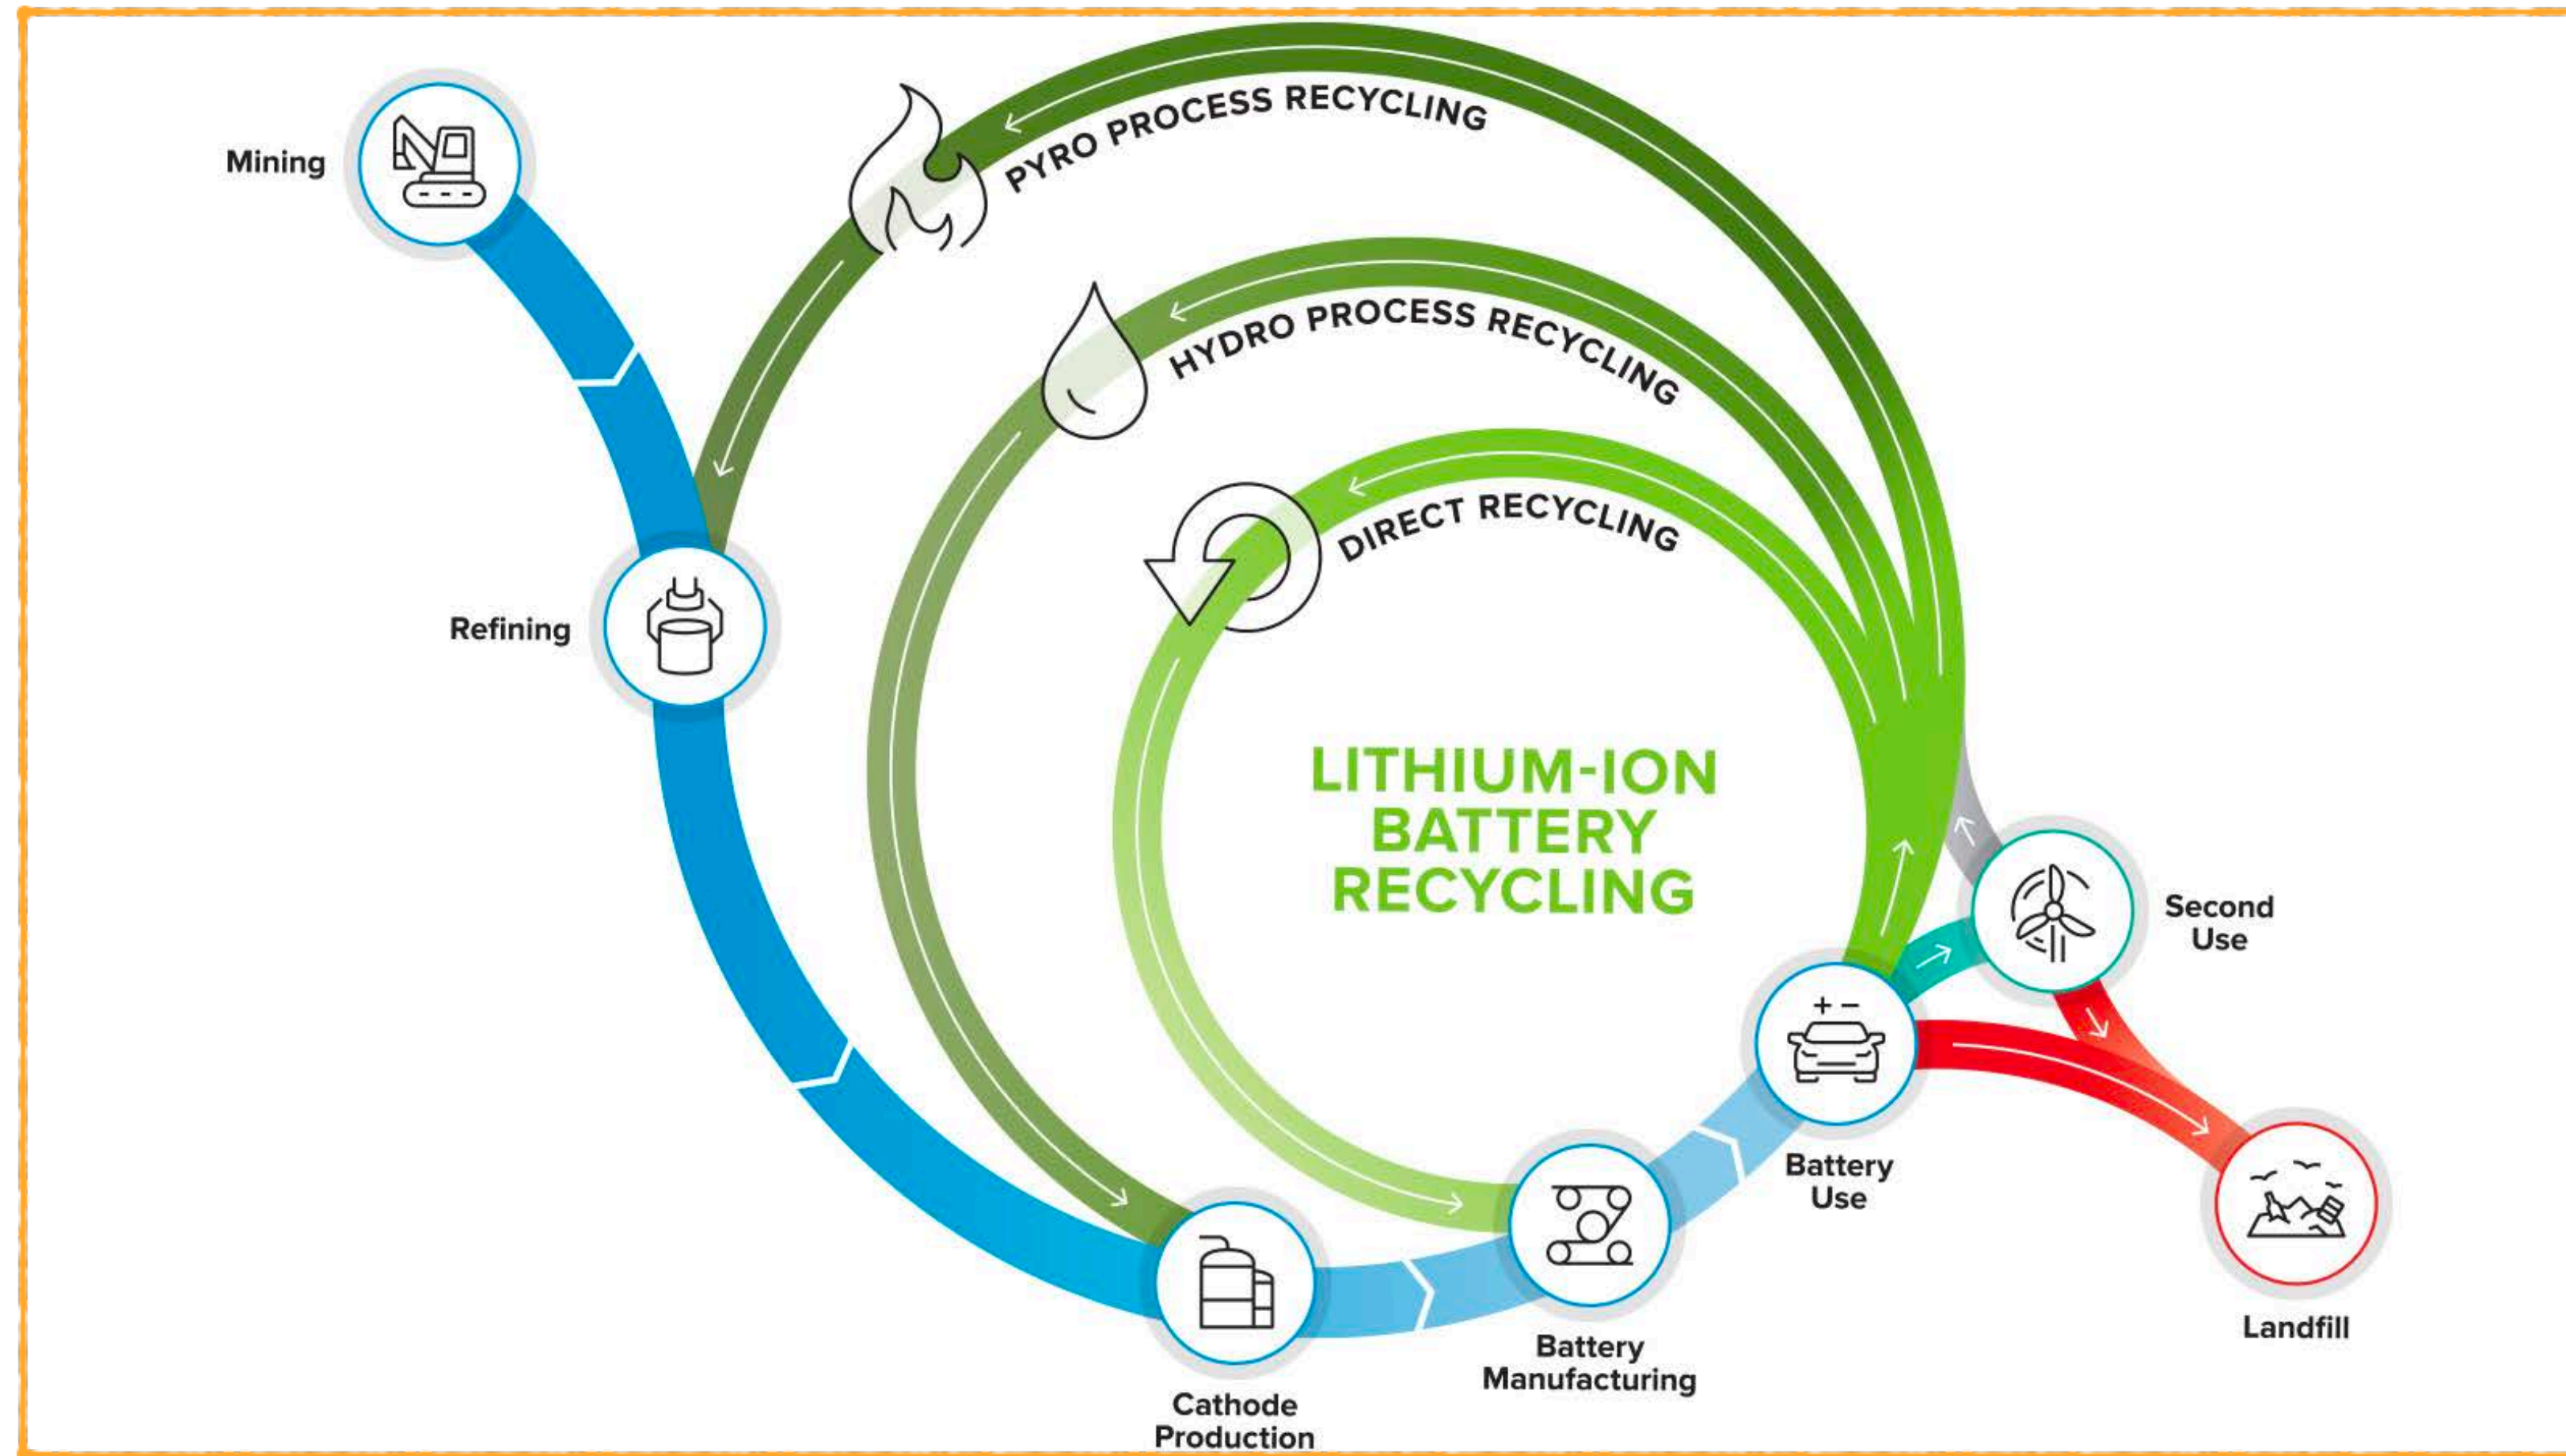 PYRO PROCESS RECYCLING
Mining
HYDRO PROCESS RECYCLING
DIRECT RECYCLING
Refining
LITHIUM-ION
BATTERY
RECYCLING
Second
Use
+ −
Battery
Use
Landfill
Battery
Manufacturing
Cathode
Production